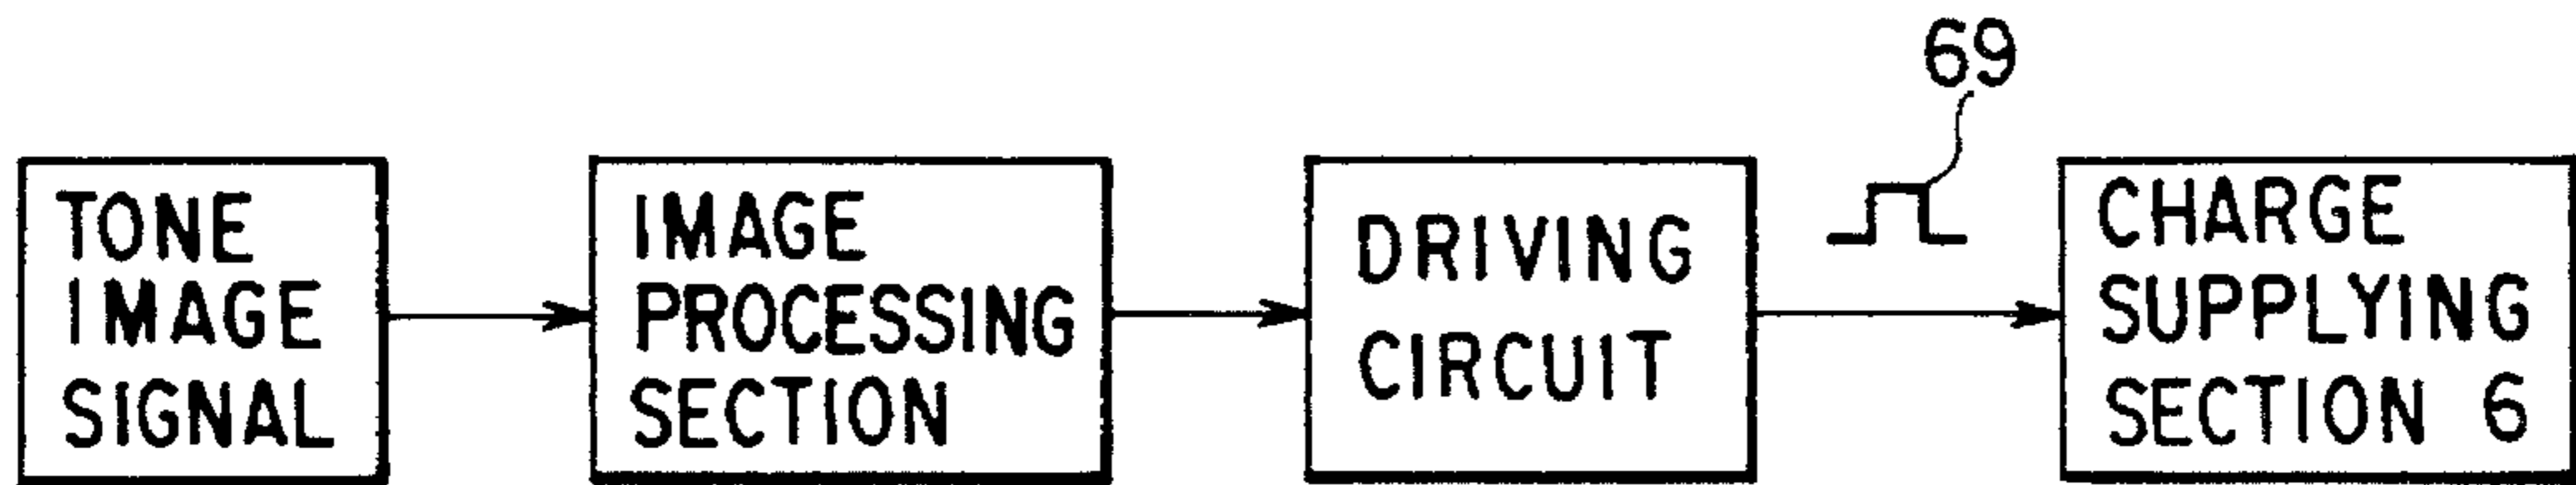 69
TONE
IMAGE
SIGNAL
IMAGE
PROCESSING
SECTION
DRIVING
CIRCUIT
CHARGE
SUPPLYING
SECTION 6